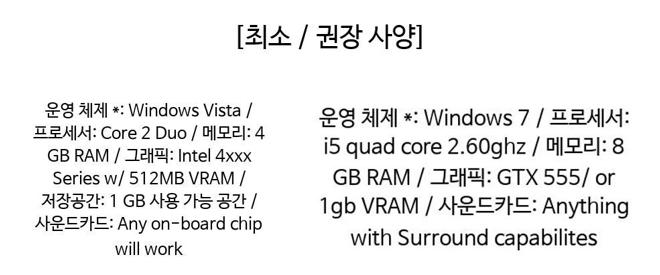 [최소 / 권장 사양]
운영 체제 *: Windows Vista /
프로세서: Core 2 Duo / 메모리: 4
GB RAM / 그래픽: Intel 4xxx
Series w/ 512MB VRAM /
저장공간: 1 GB 사용 가능 공간 /
사운드카드: Any on-board chip
will work
운영 체제 *: Windows 7 / 프로세서:
i5 quad core 2.60ghz / 메모리: 8
GB RAM / 그래픽: GTX 555/ or
1gb VRAM / 사운드카드: Anything
with Surround capabilites